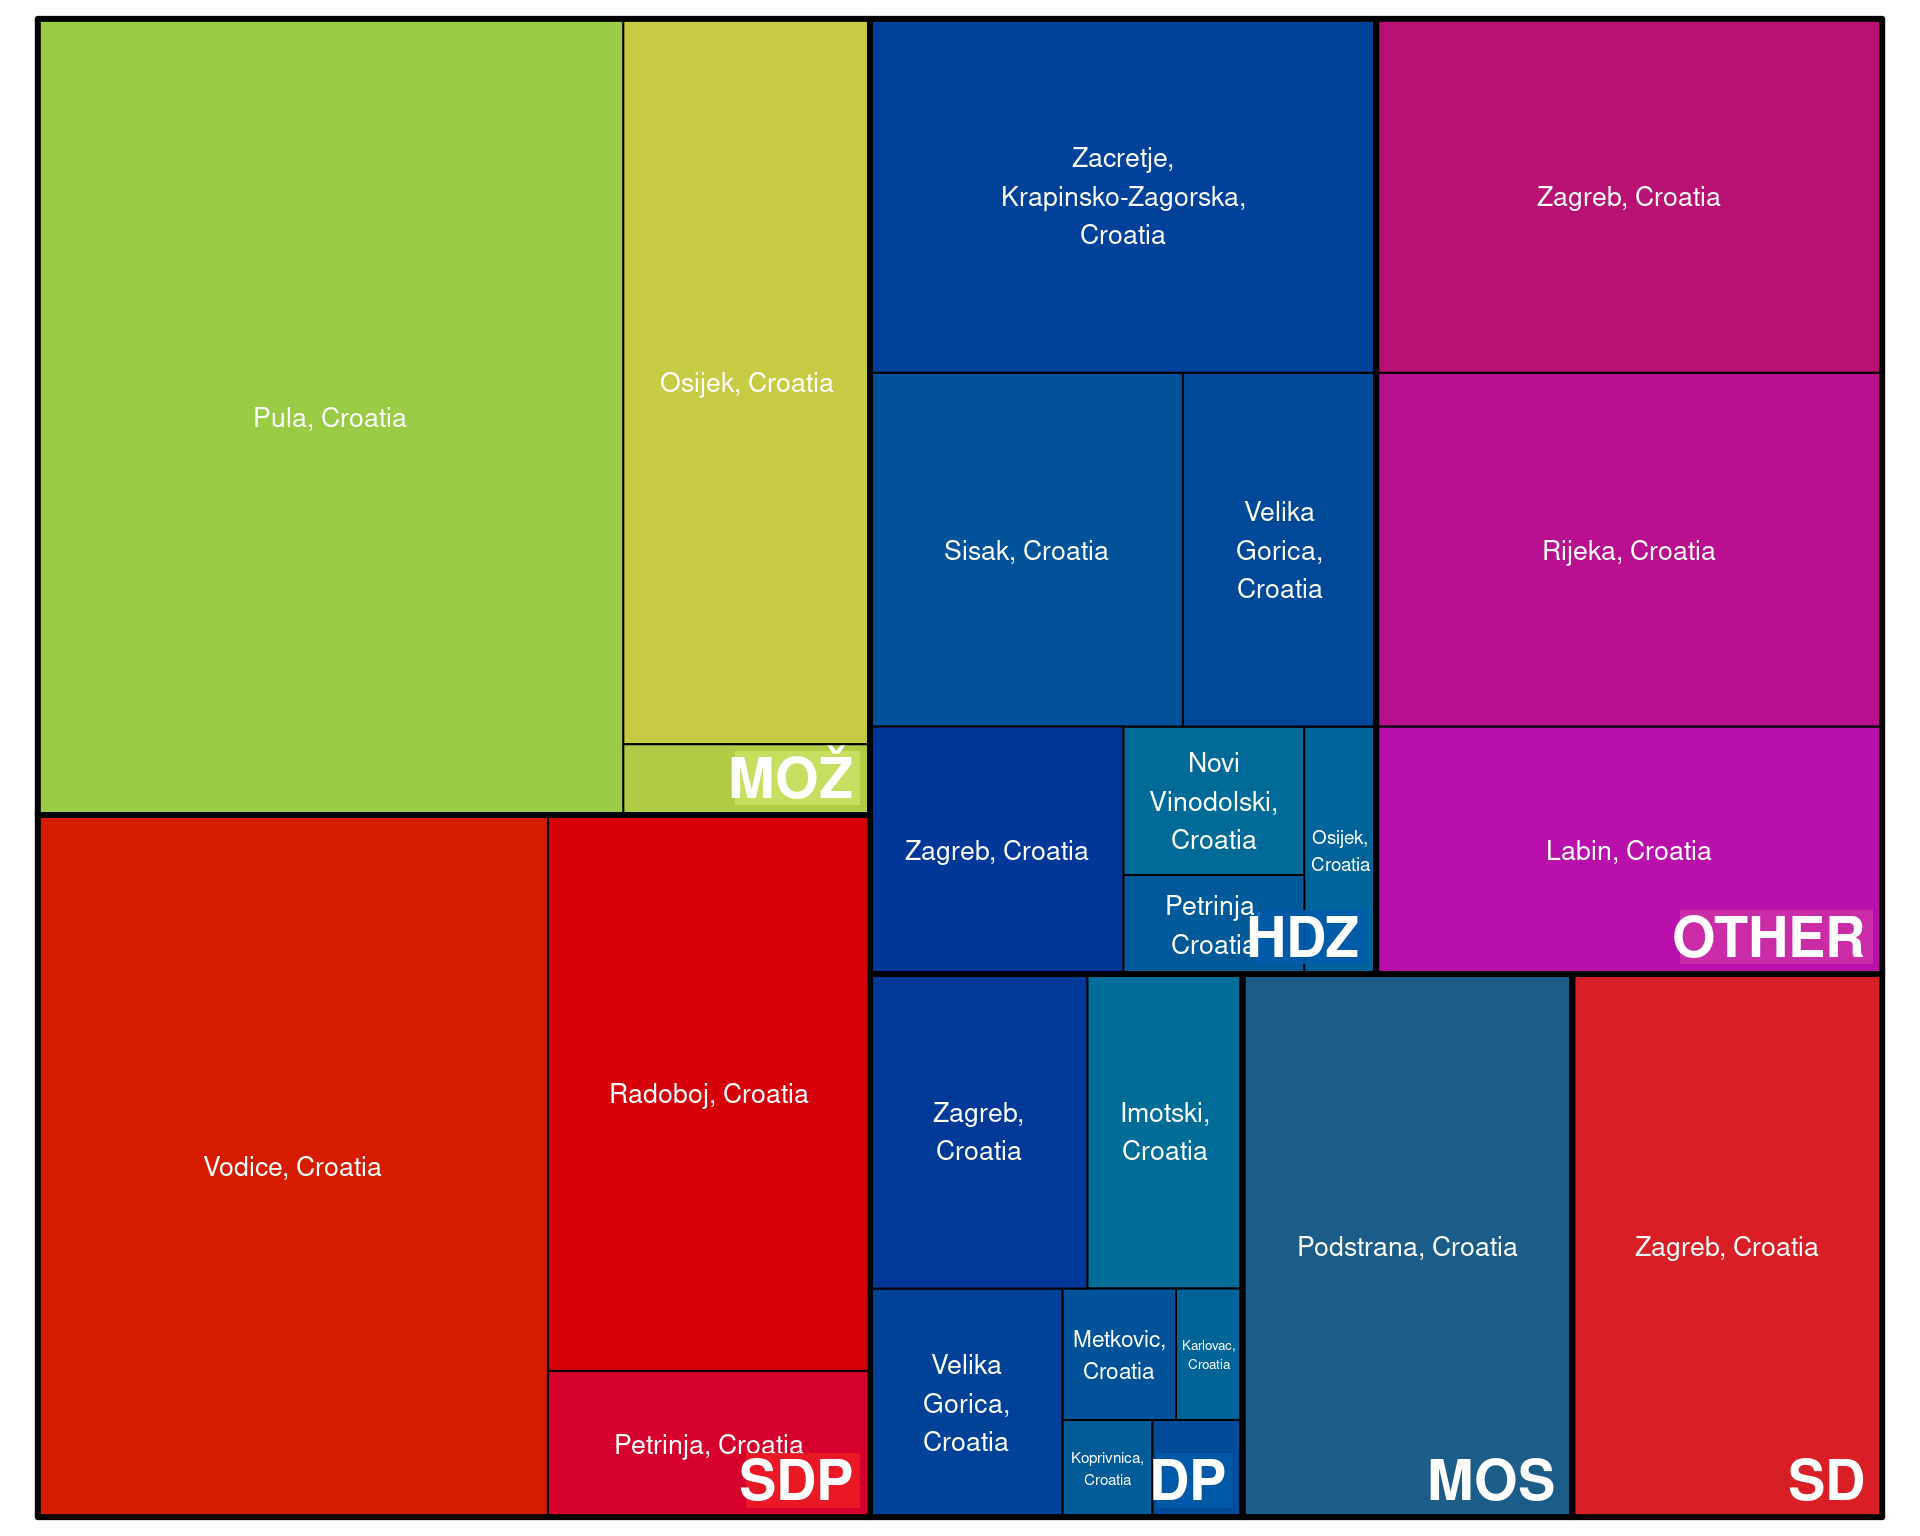 Pula, Croatia
Osijek, Croatia
MOŽ
Vodice, Croatia
Radoboj, Croatia
Petrinja, Croatia
SDP
Zacretje,
Krapinsko-Zagorska,
Croatia
Sisak, Croatia
Velika
Gorica,
Croatia
Zagreb, Croatia
Novi
Vinodolski,
Croatia
Osijek,
Croatia
Petrinja
Croatia
HDZ
Zagreb, Croatia
Rijeka, Croatia
Labin, Croatia
OTHER
Zagreb,
Croatia
Imotski,
Croatia
Velika
Gorica,
Croatia
Metkovic,
Croatia
Karlovac,
Croatia
Koprivnica,
Croatia
DP
Podstrana, Croatia
MOS
Zagreb, Croatia
SD